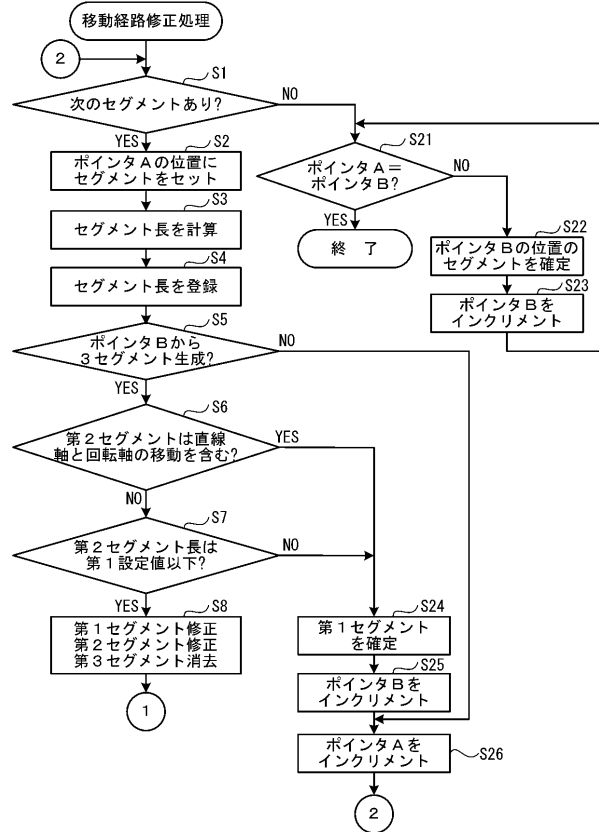 移動経路修正処理
2
S1
次のセグメントあり?
NO
YES
S2
ポインタAの位置に
セグメントをセット
S3
セグメント長を計算
S4
セグメント長を登録
S5
ポインタBから
3セグメント生成?
NO
YES
S6
第2セグメントは直線
軸と回転軸の移動を含む?
YES
NO
S7
第2セグメント長は
第1設定値以下?
NO
YES
S8
第1セグメント修正
第2セグメント修正
第3セグメント消去
1
S21
ポインタA=
ポインタB?
NO
YES
終 了
S22
ポインタBの位置の
セグメントを確定
S23
ポインタBを
インクリメント
S24
第1セグメント
を確定
S25
ポインタBを
インクリメント
S26
ポインタAを
インクリメント
2